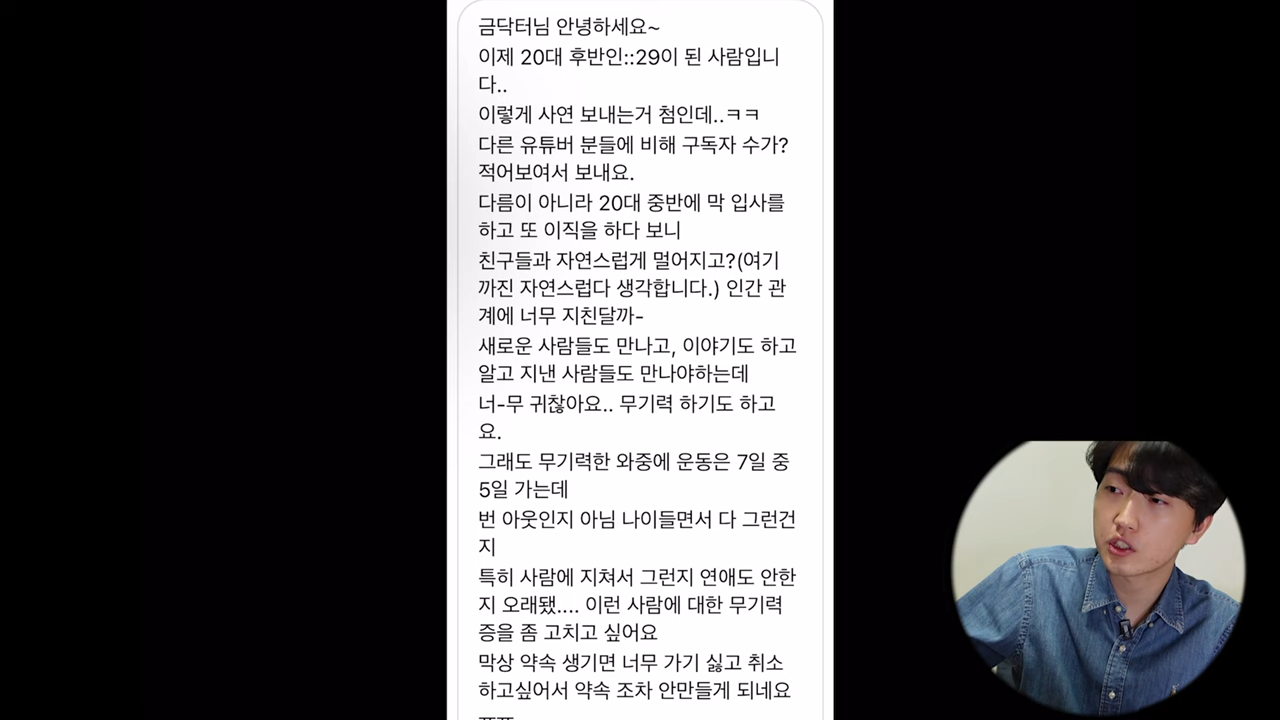 금닥터님 안녕하세요~
이제 20대 후반인::29이 된 사람입니
다..
이렇게 사연 보내는거 첨인데..ㅋㅋ
다른 유튜버 분들에 비해 구독자 수가?
적어보여서 보내요.
다름이 아니라 20대 중반에 막 입사를
하고 또 이직을 하다 보니
친구들과 자연스럽게 멀어지고?(여기
까진 자연스럽다 생각합니다.) 인간 관
계에 너무 지친달까-
새로운 사람들도 만나고, 이야기도 하고
알고 지낸 사람들도 만나야하는데
너-무 귀찮아요.. 무기력 하기도 하고
요.
그래도 무기력한 와중에 운동은 7일 중
5일 가는데
번 아웃인지 아님 나이들면서 다 그런건
지
특히 사람에 지쳐서 그런지 연애도 안한
지 오래됐.... 이런 사람에 대한 무기력
증을 좀 고치고 싶어요
막상 약속 생기면 너무 가기 싫고 취소
하고싶어서 약속 조차 안만들게 되네요